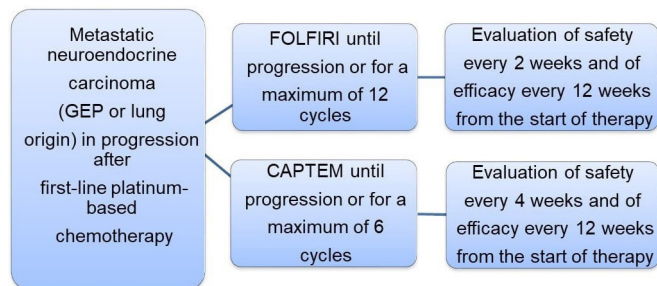 Metastatic
neuroendocrine
carcinoma
(GEP or lung
origin) in progression
after
first-line platinum-
based
chemotherapy
FOLFIRI until
progression or for a
maximum of 12
cycles
Evaluation of safety
every 2 weeks and of
efficacy every 12 weeks
from the start of therapy
CAPTEM until
progression or for a
maximum of 6
cycles
Evaluation of safety
every 4 weeks and of
efficacy every 12 weeks
from the start of therapy